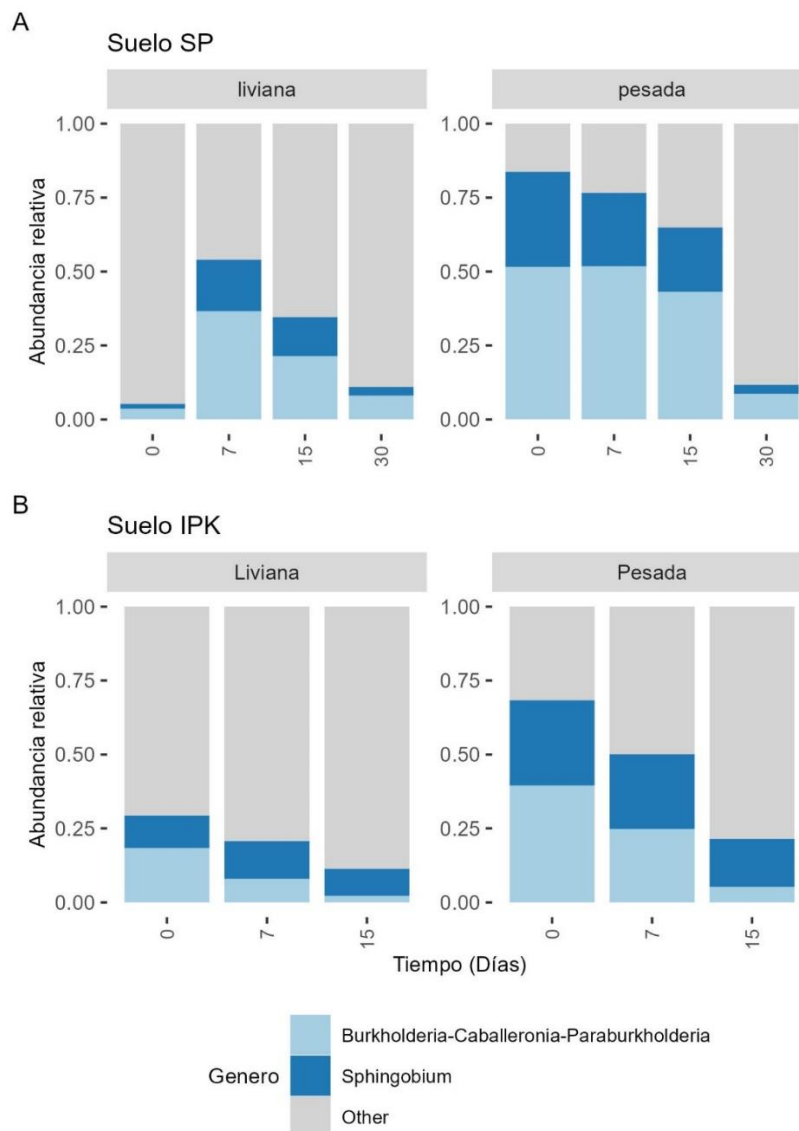 A
Suelo SP
liviana
pesada
Abundancia relativa
1.00
0.75
0.50
0.25
0.00
1.00
0.75
0.50
0.25
0.00
0 7 15 30
0 7 15 30
B
Suelo IPK
Liviana
Pesada
Abundancia relativa
1.00
0.75
0.50
0.25
0.00
1.00
0.75
0.50
0.25
0.00
0 7 15
0 7 15
Tiempo (Días)
Genero
Burkholderia-Caballeronia-Paraburkholderia
Sphingobium
Other